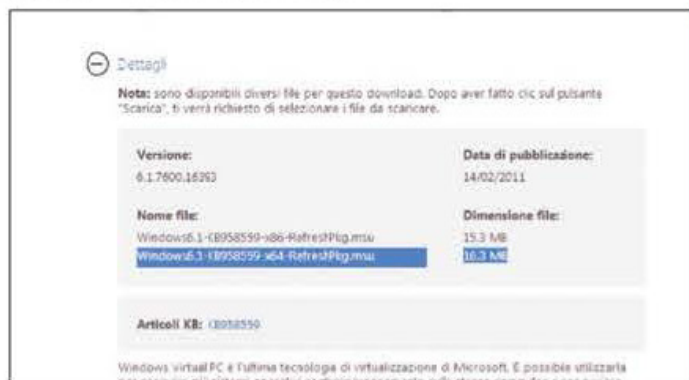 Dettagli
Nota: sono disponibili diversi file per questo download. Dopo aver fatto clic sul pulsante
"Scarica", ti verrà richiesto di selezionare i file da scaricare.
Versione:
Data di pubblicazione:
6.1.7600.16393
14/02/2011
Nome file:
Dimensione file:
Windows6.1-KB958559-x86-RefreshPkg.msu
15.3 MB
Windows6.1-KB958559-x64-RefreshPkg.msu
16.3 MB
Articoli KB: KB958559
Windows Virtual PC è l'ultima tecnologia di virtualizzazione di Microsoft. È possibile utilizzarla